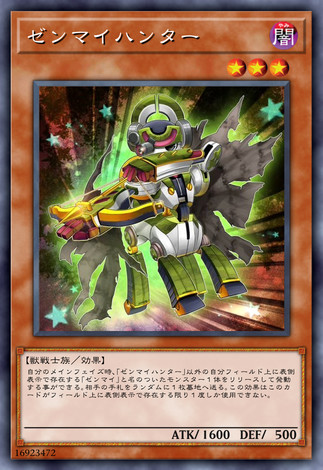 ゼンマイハンター
やみ
闇
【獣戦士族／効果】
自分のメインフェイズ時、「ゼンマイハンター」以外の自分フィールド上に表側
表示で存在する「ゼンマイ」と名のついたモンスター１体をリリースして発動
する事ができる。相手の手札をランダムに１枚墓地へ送る。この効果はこのカ
ードがフィールド上に表側表示で存在する限り１度しか使用できない。
ATK/ 1600 DEF/ 500
16923472